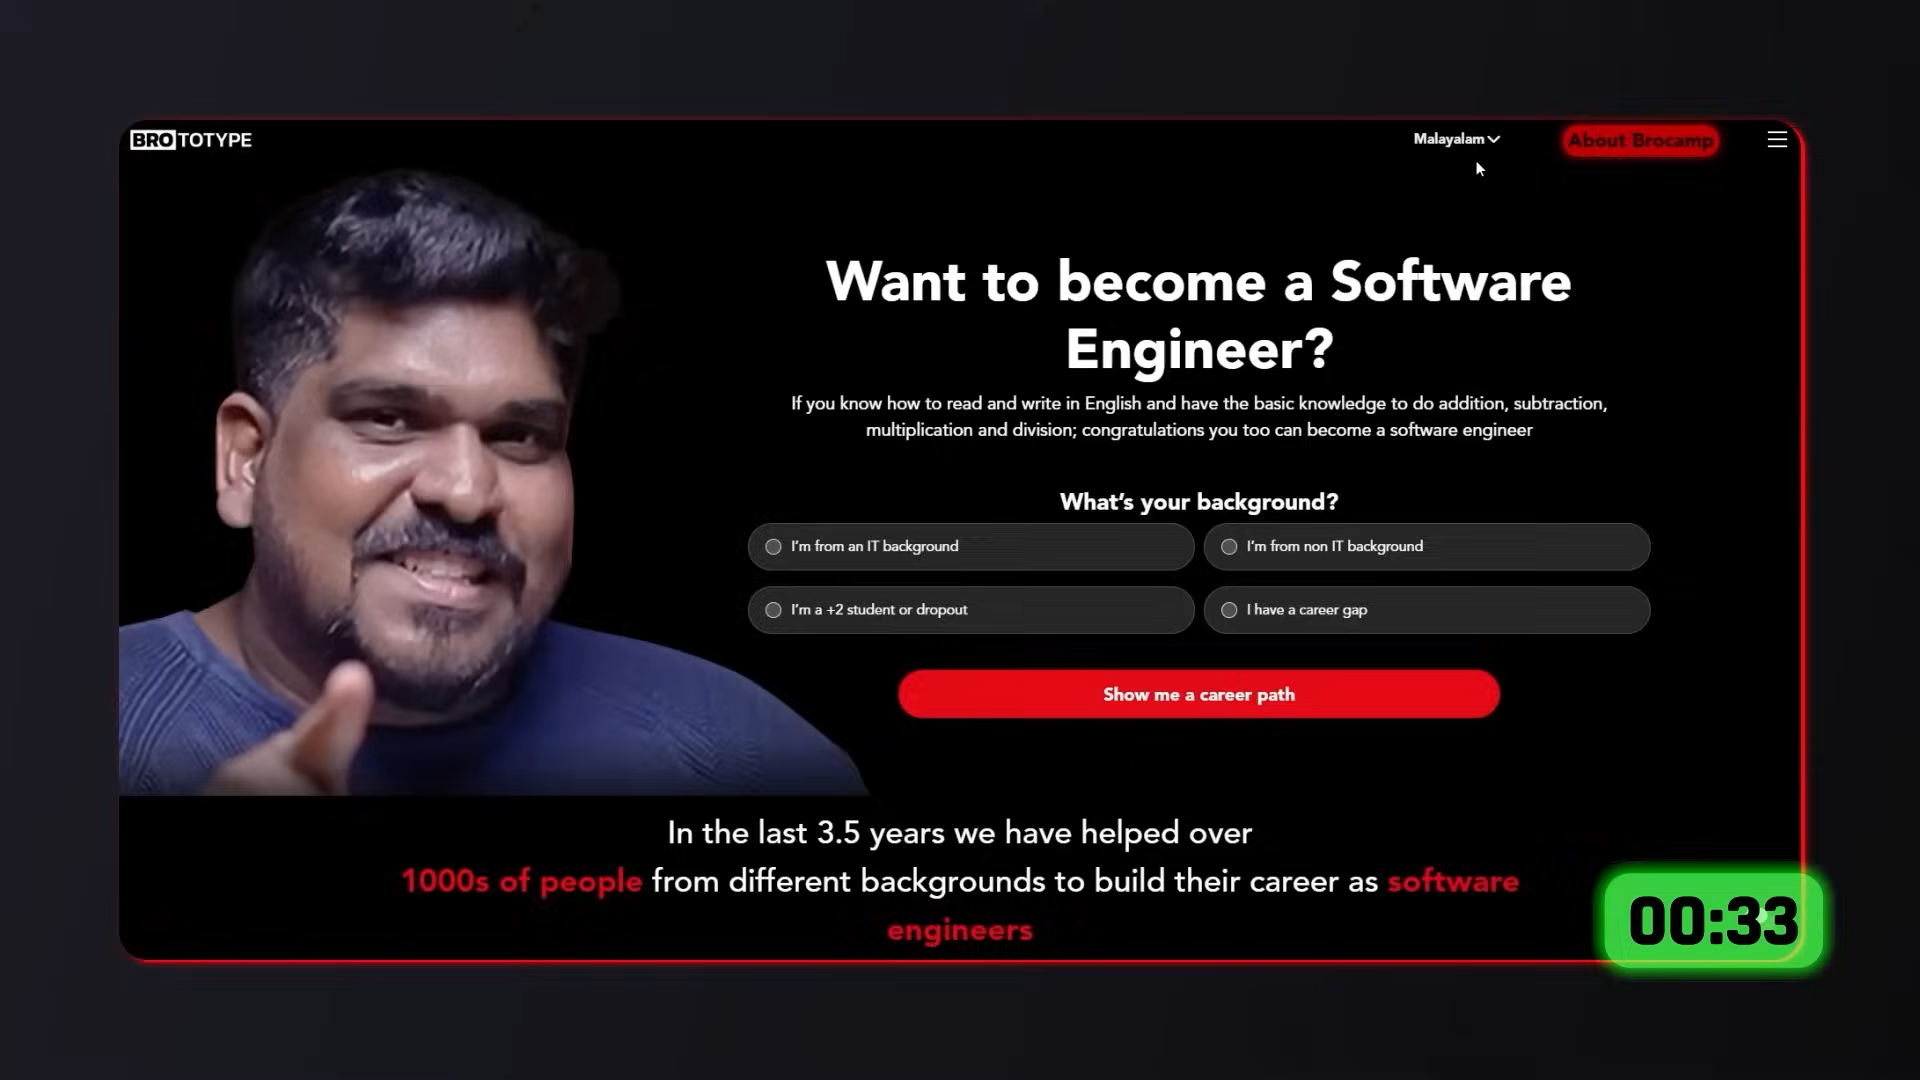 BROTOTYPE
Malayalam
About Brocamp
Want to become a Software
Engineer?
If you know how to read and write in English and have the basic knowledge to do addition, subtraction,
multiplication and division; congratulations you too can become a software engineer
What's your background?
I'm from an IT background
I'm from non IT background
I'm a +2 student or dropout
I have a career gap
Show me a career path
In the last 3.5 years we have helped over
1000s of people from different backgrounds to build their career as software
engineers
00:33